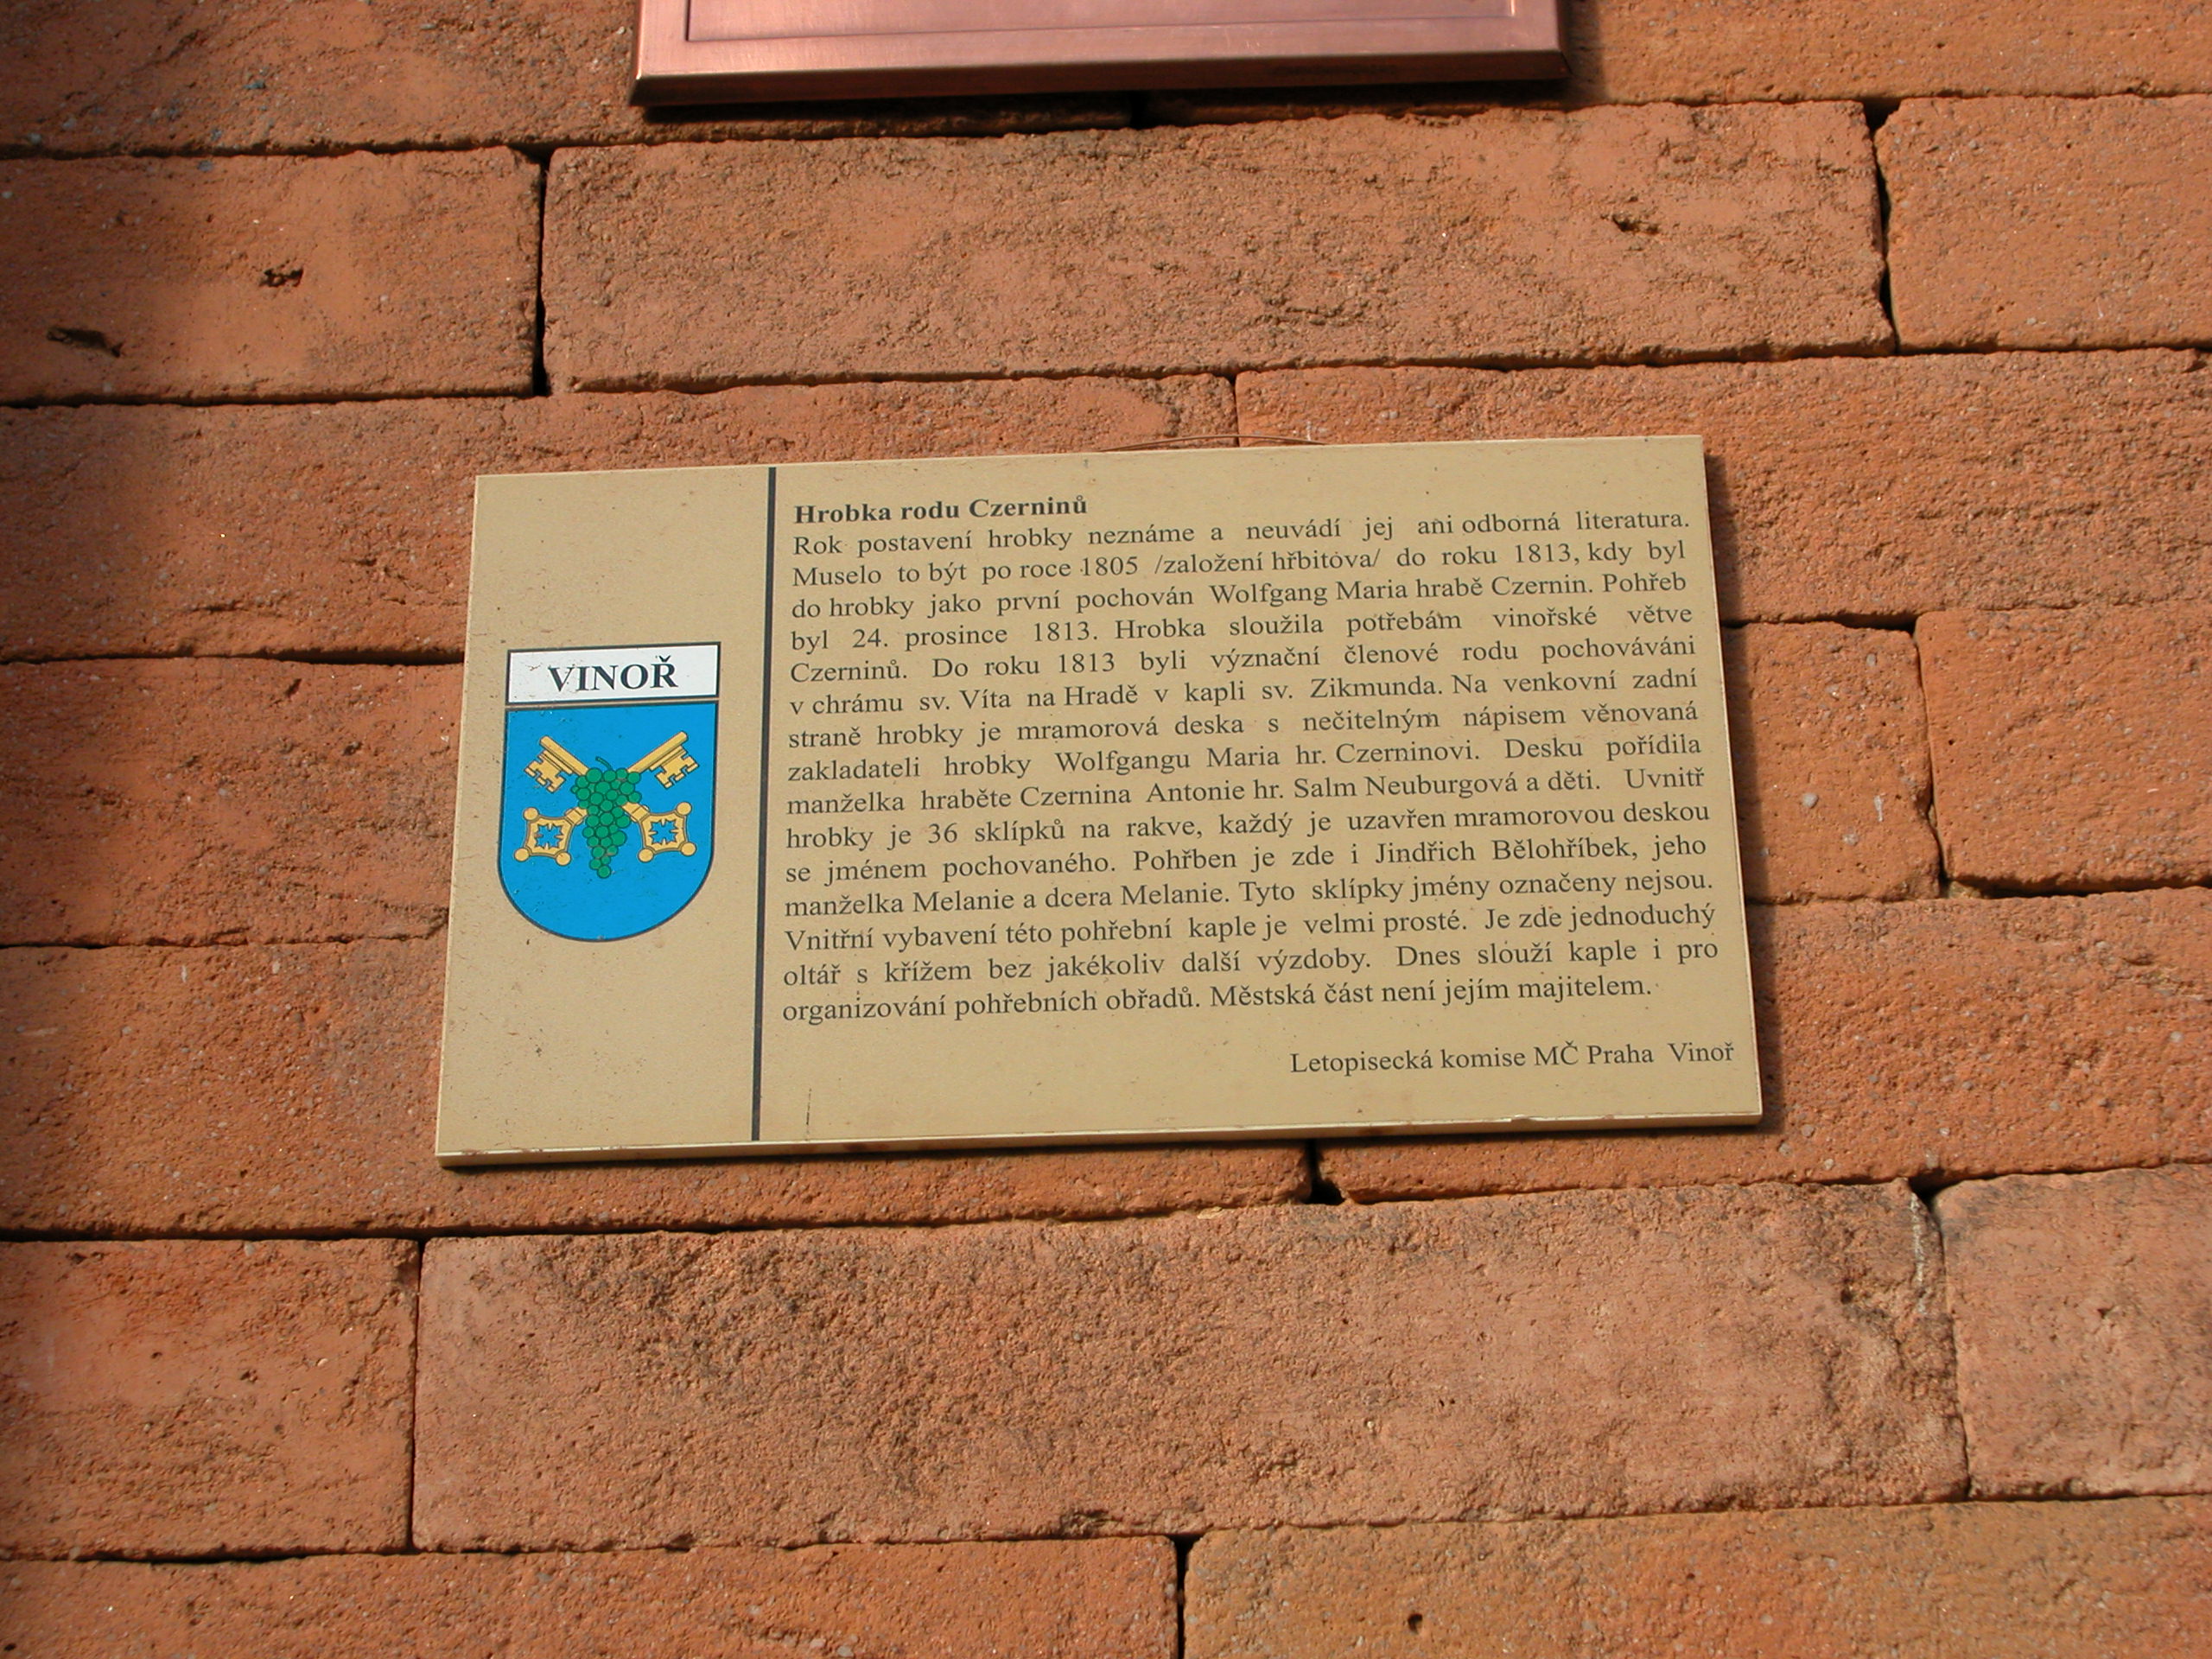 VINOŘ
Hrobka rodu Czerninů
Rok postavení hrobky neznáme a neuvádí jej ani odborná literatura.
Muselo to být po roce 1805 /založení hřbitova/ do roku 1813, kdy byl
do hrobky jako první pochován Wolfgang Maria hrabě Czernin. Pohřeb
byl 24. prosince 1813. Hrobka sloužila potřebám vinořské větve
Czerninů. Do roku 1813 byli význační členové rodu pochováváni
v chrámu sv. Víta na Hradě v kapli sv. Zikmunda. Na venkovní zadní
straně hrobky je mramorová deska s nečitelným nápisem věnovaná
zakladateli hrobky Wolfgangu Maria hr. Czerninovi. Desku pořídila
manželka hraběte Czernina Antonie hr. Salm Neuburgová a děti. Uvnitř
hrobky je 36 sklípků na rakve, každý je uzavřen mramorovou deskou
se jménem pochovaného. Pohřben je zde i Jindřich Bělohříbek, jeho
manželka Melanie a dcera Melanie. Tyto sklípky jmény označeny nejsou.
Vnitřní vybavení této pohřební kaple je velmi prosté. Je zde jednoduchý
oltář s křížem bez jakékoliv další výzdoby. Dnes slouží kaple i pro
organizování pohřebních obřadů. Městská část není jejím majitelem.
Letopisecká komise MČ Praha Vinoř